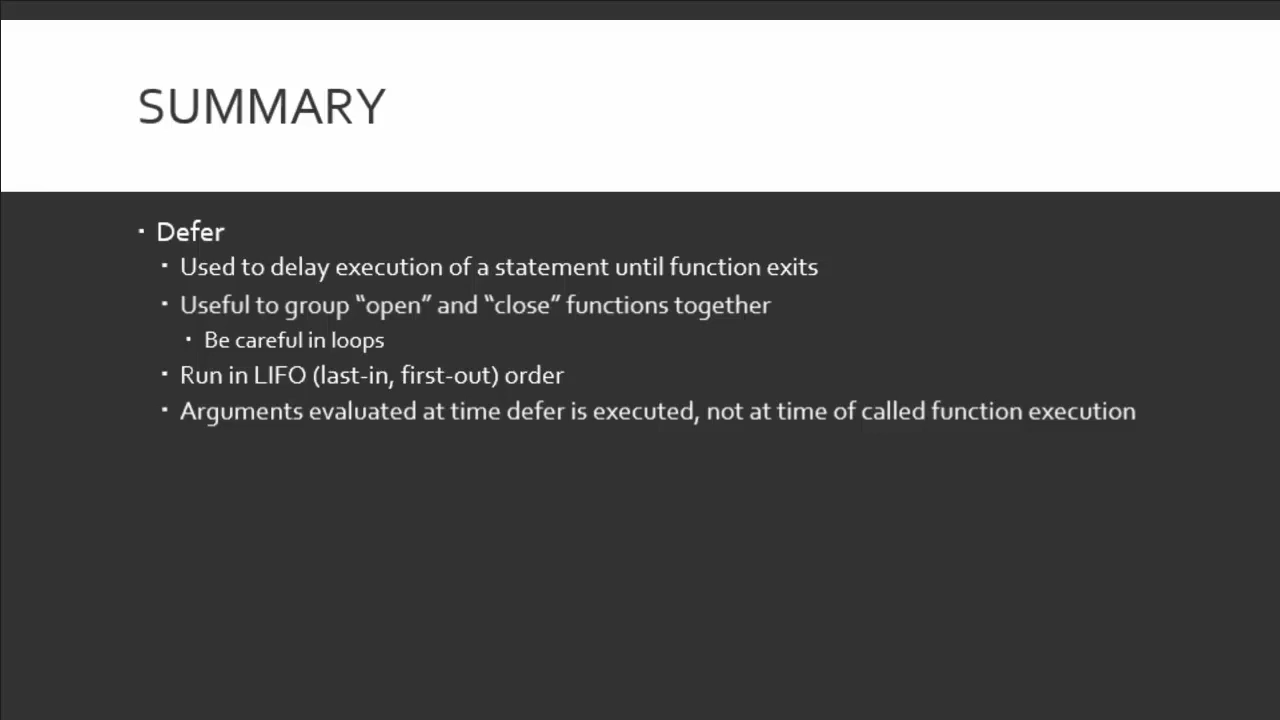 SUMMARY
▪ Defer
▪ Used to delay execution of a statement until function exits
▪ Useful to group “open” and “close” functions together
▪ Be careful in loops
▪ Run in LIFO (last-in, first-out) order
▪ Arguments evaluated at time defer is executed, not at time of called function execution